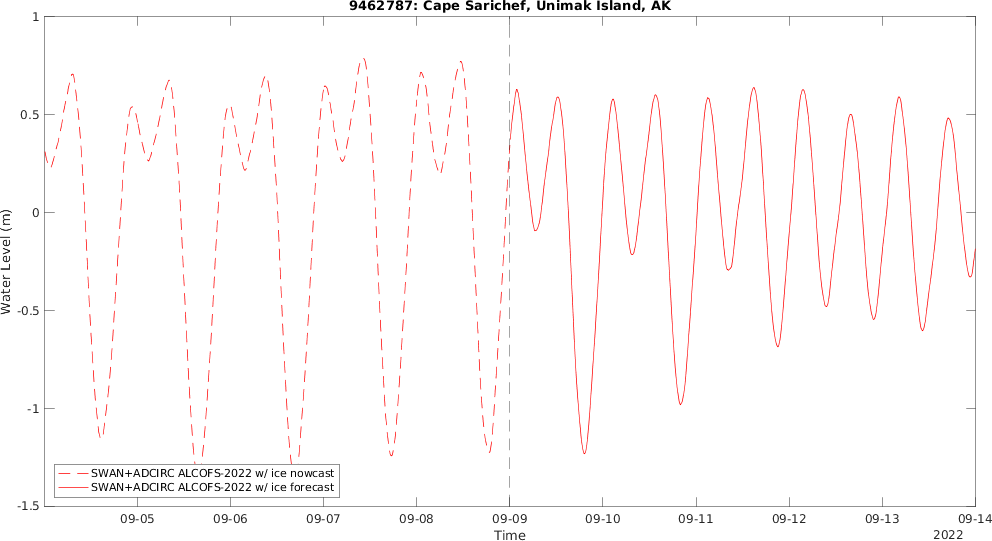 9462787: Cape Sarichef, Unimak Island, AK
1
0.5
0
-0.5
-1
-1.5
Water Level (m)
SWAN+ADCIRC ALCOFS-2022 w/ ice nowcast
SWAN+ADCIRC ALCOFS-2022 w/ ice forecast
09-05 09-06 09-07 09-08 09-09 09-10 09-11 09-12 09-13 09-14
Time
2022